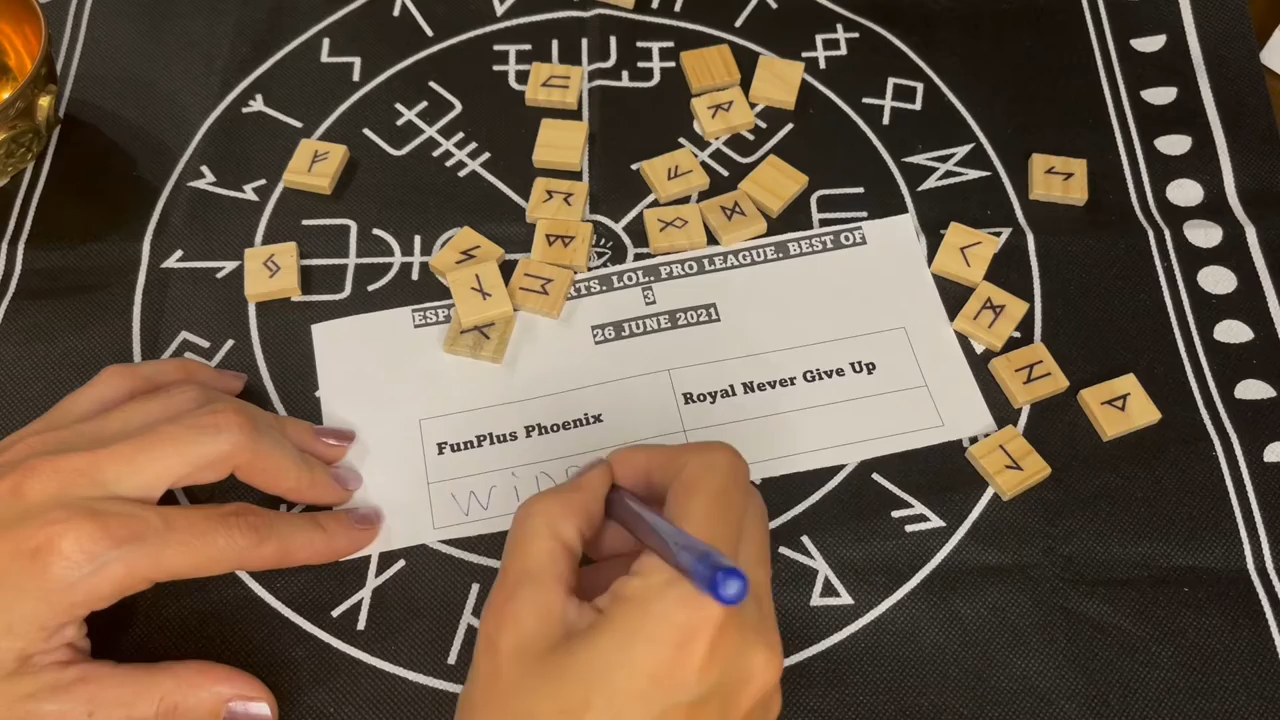 ESPORTS. LOL. PRO LEAGUE. BEST OF
3
26 JUNE 2021
FunPlus Phoenix
Royal Never Give Up